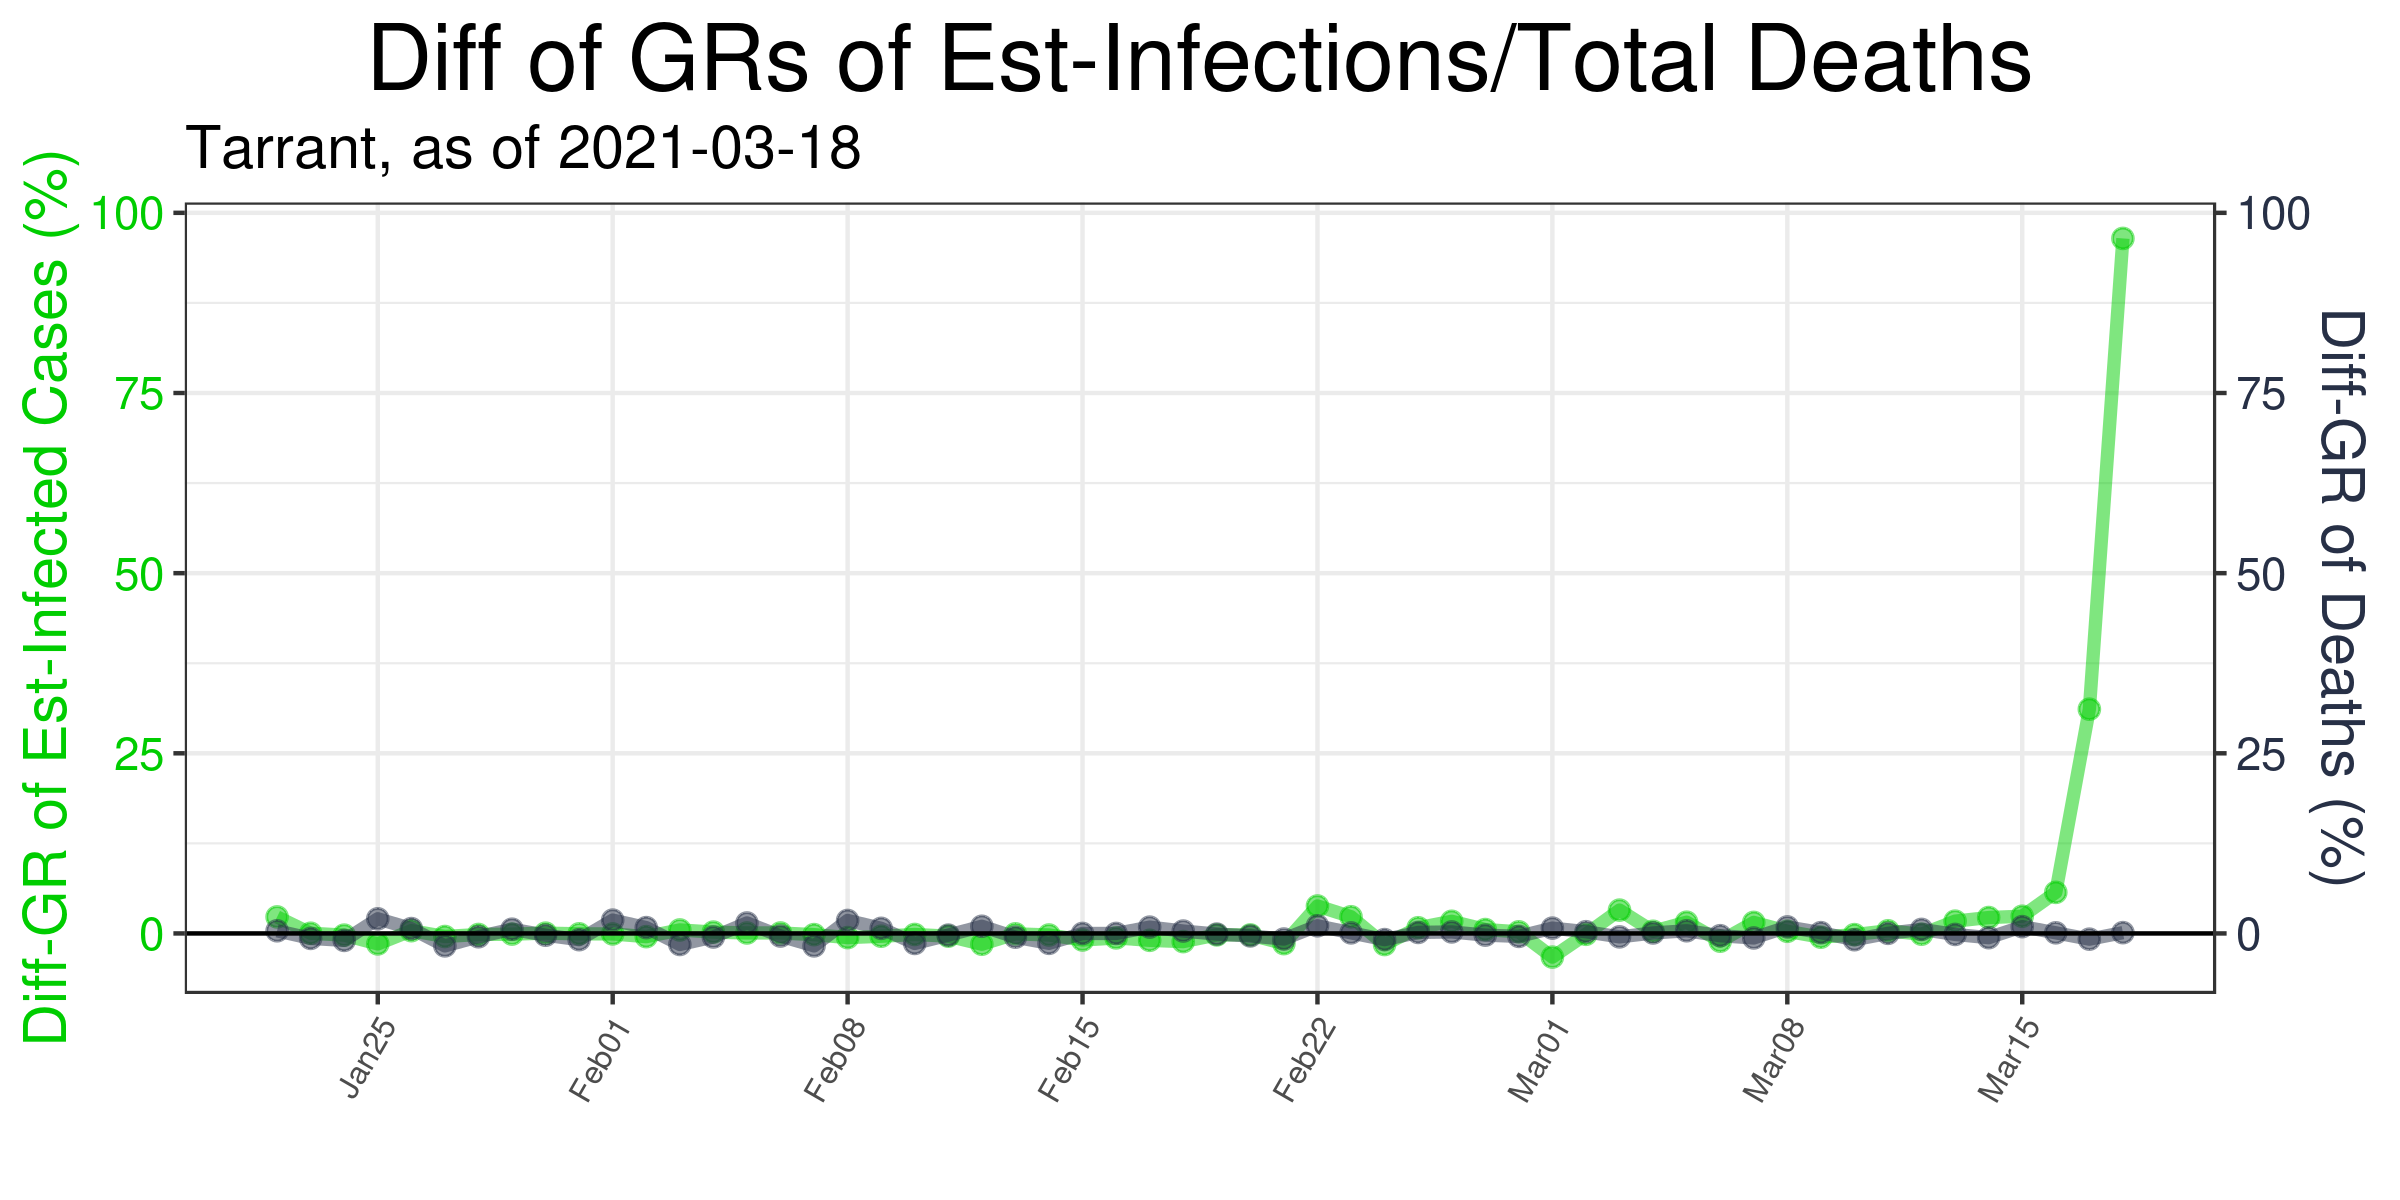 Diff of GRs of Est-Infections/Total Deaths
Tarrant, as of 2021-03-18
Diff-GR of Est-Infected Cases (%)
100
75
50
25
0
100
75
50
25
0
Diff-GR of Deaths (%)
Jan25
Feb01
Feb08
Feb15
Feb22
Mar01
Mar08
Mar15